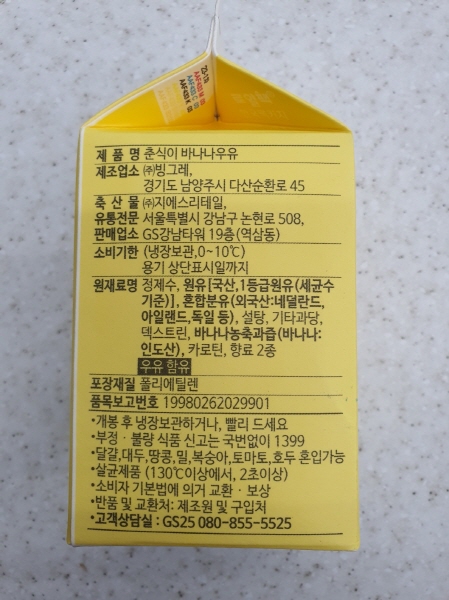 제 품 명 춘식이 바나나우유
제조업소 ㈜빙그레,
경기도 남양주시 다산순환로 45
축 산 물 ㈜지에스리테일,
유통전문 서울특별시 강남구 논현로 508,
판매업소 GS강남타워 19층(역삼동)
소비기한 (냉장보관,0~10℃)
용기 상단표시일까지
원재료명 정제수, 원유[국산,1등급원유(세균수
기준)], 혼합분유(외국산:네덜란드,
아일랜드,독일 등), 설탕, 기타과당,
덱스트린, 바나나농축과즙(바나나:
인도산), 카로틴, 향료 2종
우유 함유
포장재질 폴리에틸렌
품목보고번호 19980262029901
•개봉 후 냉장보관하거나, 빨리 드세요
•부정ㆍ불량 식품 신고는 국번없이 1399
•달걀,대두,땅콩,밀,복숭아,토마토,호두 혼입가능
•살균제품 (130℃이상에서, 2초이상)
•소비자 기본법에 의거 교환ㆍ보상
•반품 및 교환처: 제조원 및 구입처
•고객상담실 : GS25 080-855-5525